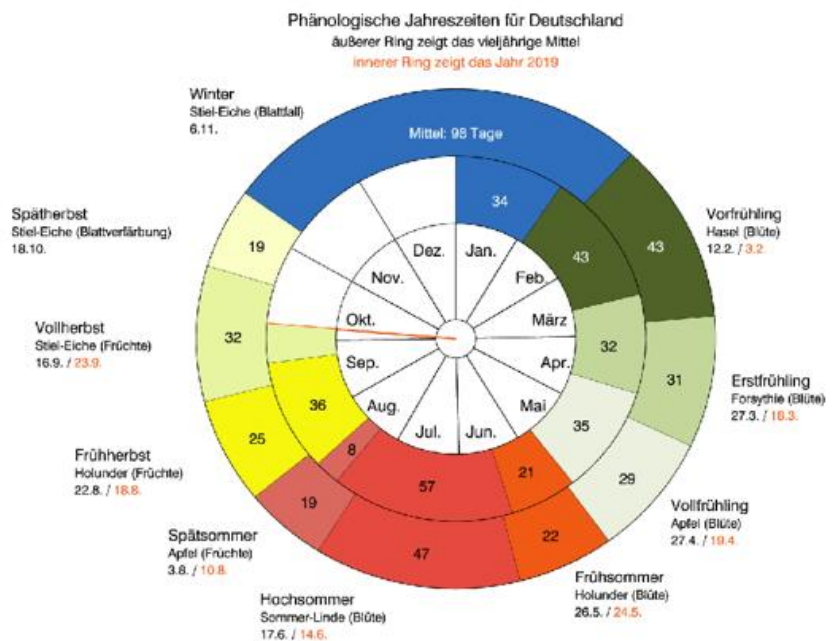 Phänologische Jahreszeiten für Deutschland
äußerer Ring zeigt das vieljährige Mittel
innerer Ring zeigt das Jahr 2019
Winter
Stiel-Eiche (Blattfall)
6.11.
Mittel: 98 Tage
34
Vorfrühling
Hasel (Blüte)
12.2. / 3.2.
43
43
Erstfrühling
Forsythie (Blüte)
27.3. / 18.3.
31
32
Vollfrühling
Apfel (Blüte)
27.4. / 19.4.
29
35
Frühsommer
Holunder (Blüte)
26.5. / 24.5.
22
21
Hochsommer
Sommer-Linde (Blüte)
17.6. / 14.6.
47
57
Spätsommer
Apfel (Früchte)
3.8. / 10.8.
19
8
Frühherbst
Holunder (Früchte)
22.8. / 18.8.
25
36
Vollherbst
Stiel-Eiche (Früchte)
16.9. / 23.9.
32
Spätherbst
Stiel-Eiche (Blattverfärbung)
18.10.
19
Jan.
Feb.
März
Apr.
Mai
Jun.
Jul.
Aug.
Sep.
Okt.
Nov.
Dez.